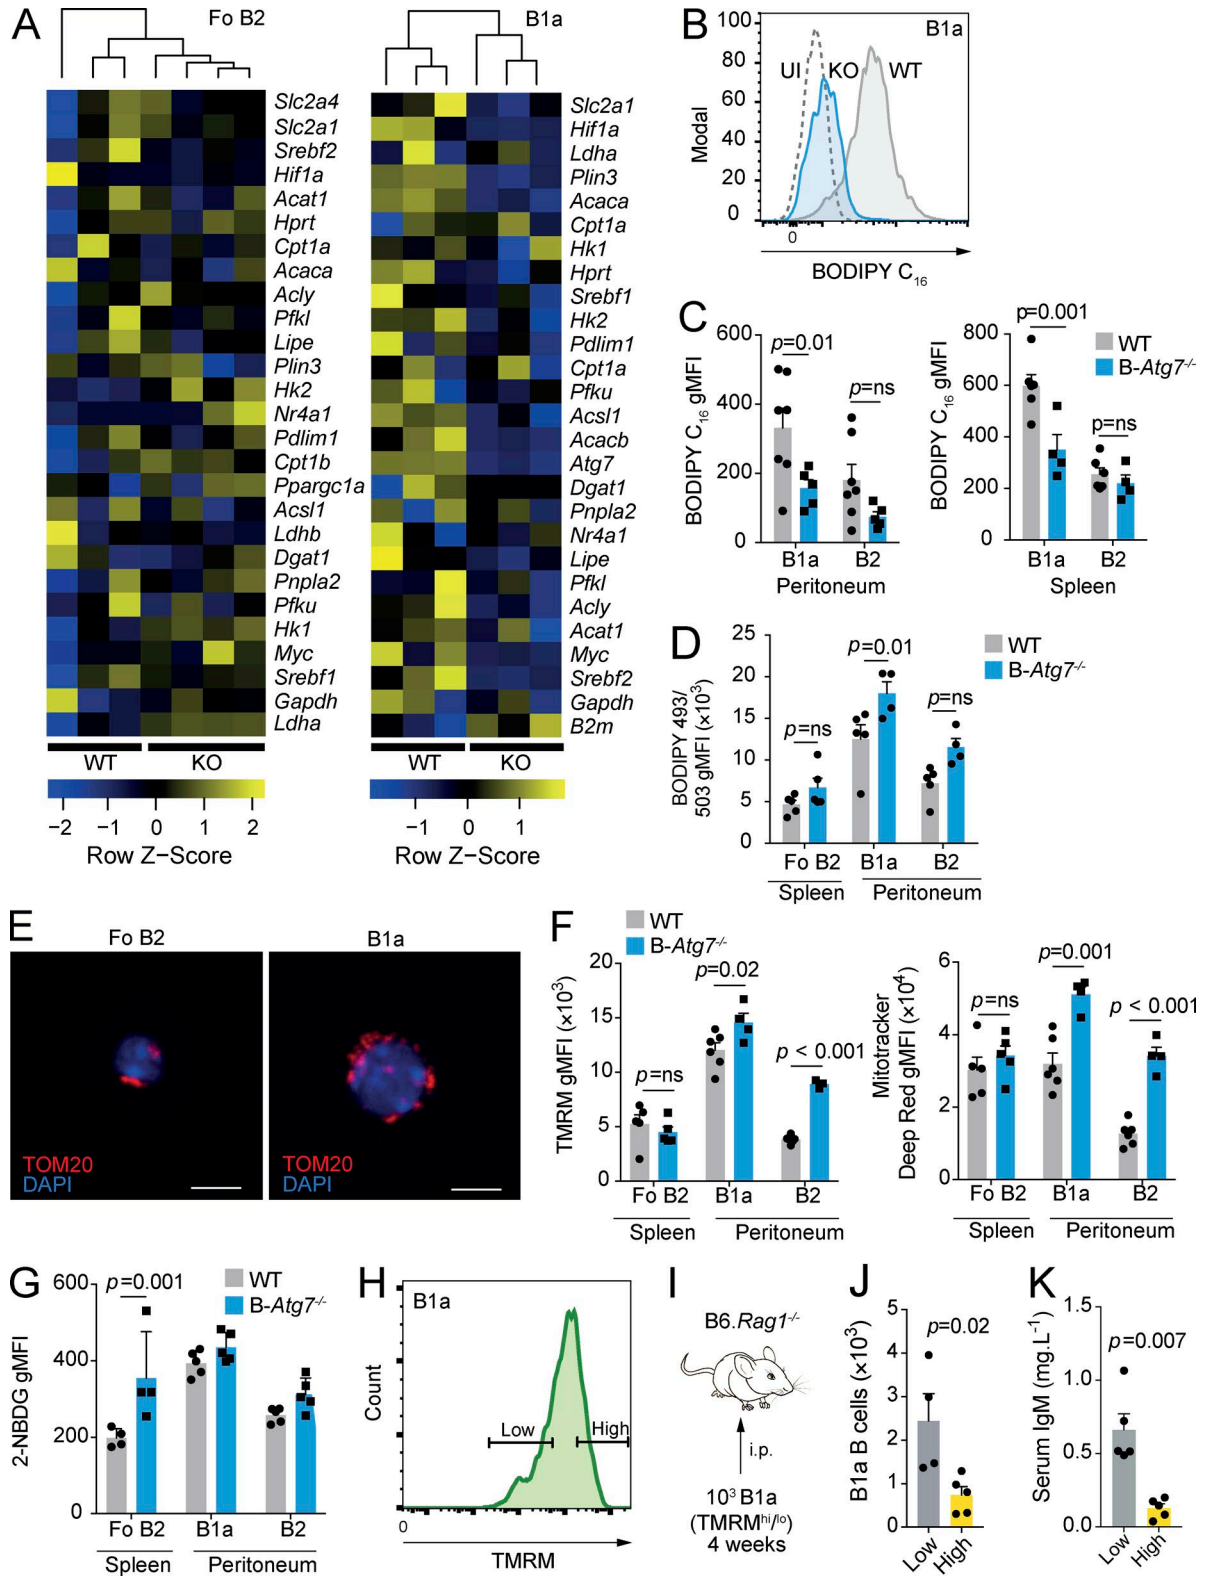 A
Fo B2
Slc2a4
Slc2a1
Srebf2
Hif1a
Acat1
Hprt
Cpt1a
Acaca
Acly
Pfkl
Lipe
Plin3
Hk2
Nr4a1
Pdlim1
Cpt1b
Ppargc1a
Acsl1
Ldhb
Dgat1
Pnpla2
Pfku
Hk1
Myc
Srebf1
Gapdh
Ldha
WT KO
−2 −1 0 1 2
Row Z−Score
B1a
Slc2a1
Hif1a
Ldha
Plin3
Acaca
Cpt1a
Hk1
Hprt
Srebf1
Hk2
Pdlim1
Cpt1a
Pfku
Acsl1
Acacb
Atg7
Dgat1
Pnpla2
Nr4a1
Lipe
Pfkl
Acly
Acat1
Myc
Srebf2
Gapdh
B2m
WT KO
−1 0 1
Row Z−Score
B
B1a
UI KO WT
100
80
60
40
20
0
Modal
0
BODIPY C16
C
BODIPY C16 gMFI
600
400
200
0
p=0.01
p=ns
B1a B2
Peritoneum
BODIPY C16 gMFI
800
600
400
200
0
p=0.001
p=ns
WT
B-Atg7-/-
B1a B2
Spleen
D
BODIPY 493/
503 gMFI (×10³)
25
20
15
10
5
0
p=ns
p=0.01
p=ns
WT
B-Atg7-/-
Fo B2 B1a B2
Spleen Peritoneum
E
Fo B2
TOM20
DAPI
B1a
TOM20
DAPI
F
WT
B-Atg7-/-
TMRM gMFI (×10³)
20
15
10
5
0
p=ns
p=0.02
p < 0.001
Fo B2 B1a B2
Spleen Peritoneum
Mitotracker
Deep Red gMFI (×10⁴)
6
4
2
0
p=ns
p=0.001
p < 0.001
Fo B2 B1a B2
Spleen Peritoneum
G
2-NBDG gMFI
600
400
200
0
p=0.001
WT
B-Atg7-/-
Fo B2 B1a B2
Spleen Peritoneum
H
B1a
Count
Low High
0
TMRM
I
B6.Rag1-/-
i.p.
10³ B1a
(TMRMhi/lo)
4 weeks
J
B1a B cells (×10³)
5
4
3
2
1
0
p=0.02
Low High
K
Serum IgM (mg.L⁻¹)
1.5
1.0
0.5
0.0
p=0.007
Low High